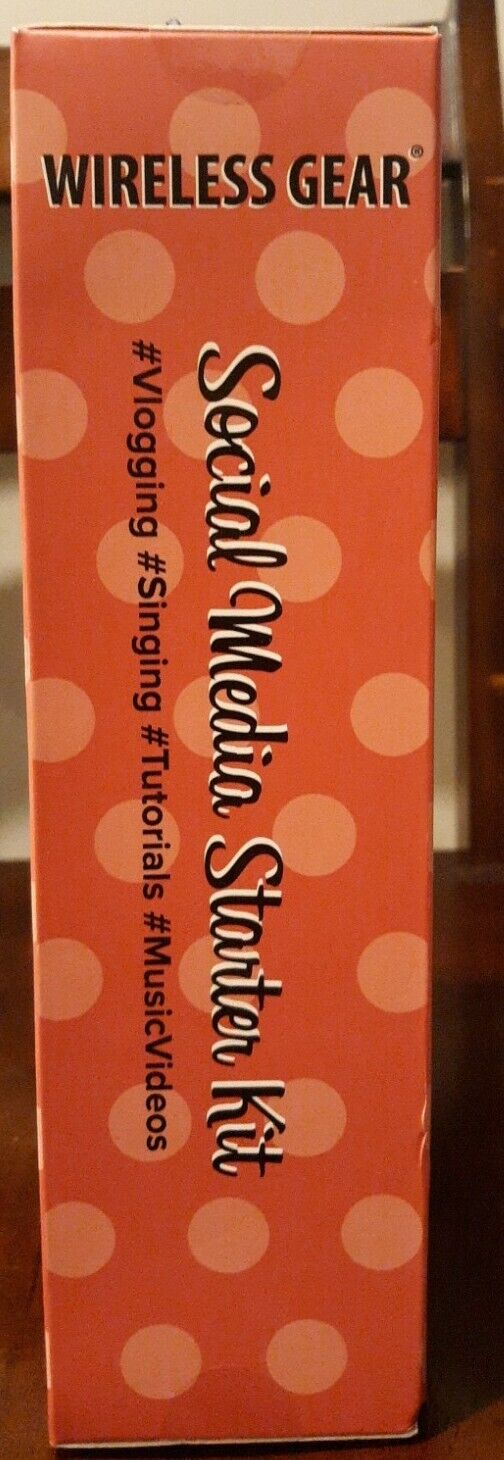 WIRELESS GEAR®
Social Media Starter Kit
#Vlogging #Singing #Tutorials #MusicVideos